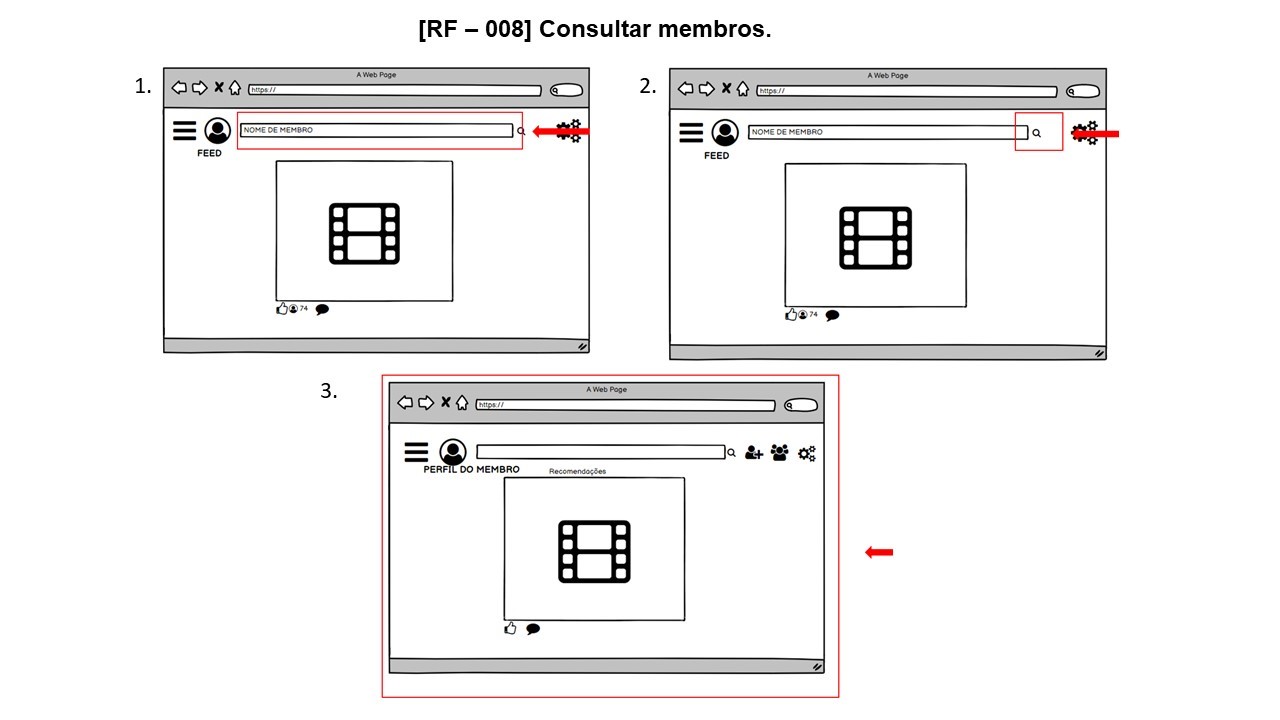 [RF – 008] Consultar membros.
1.
A Web Page
https://
NOME DE MEMBRO
FEED
74
2.
A Web Page
https://
NOME DE MEMBRO
FEED
74
3.
A Web Page
https://
PERFIL DO MEMBRO
Recomendações